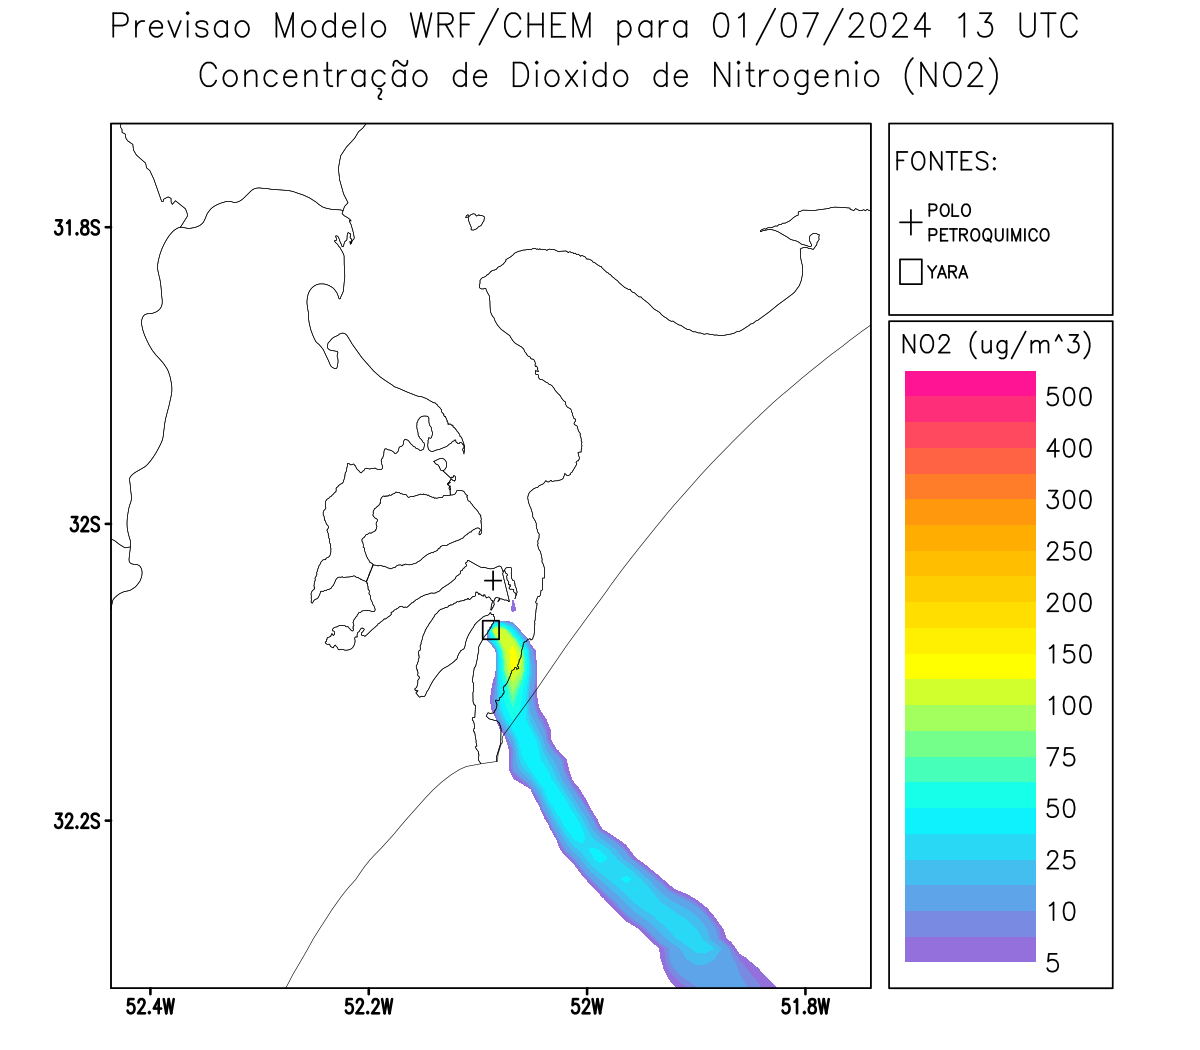 Previsao Modelo WRF/CHEM para 01/07/2024 13 UTC
Concentração de Dioxido de Nitrogenio (NO2)
FONTES:
POLO
PETROQUIMICO
YARA
NO2 (ug/m^3)
500
400
300
250
200
150
100
75
50
25
10
5
31.8S
32S
32.2S
52.4W
52.2W
52W
51.8W